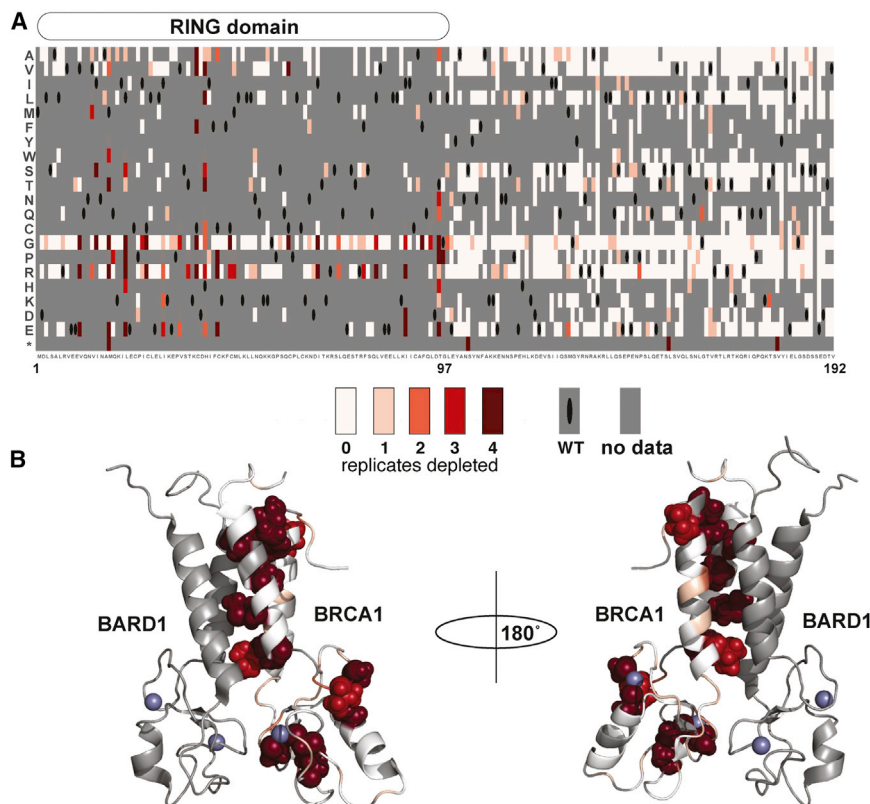 A
RING domain
A
V
I
L
M
F
Y
W
S
T
N
Q
C
G
P
R
H
K
D
E
*
MDLSALRVEEVQNVINAMQKILECPICLELIKEPVSTKCDHIFCKFCMLKLLNQKKGPSQCPLCKNDITKRSLQESTRFSQLVEELLKIICAFQLDTGLEYANSYNFAKKENNSPEHLKDEVSIIQSMGYRNRAKRLLQSEPENPSLQETSLSVQLSNLGTVRTLRTKQRIQPQKTSVYIELGSDSSEDTV
1 97 192
0 1 2 3 4 WT no data
replicates depleted
B
BARD1 BRCA1 180° BRCA1 BARD1